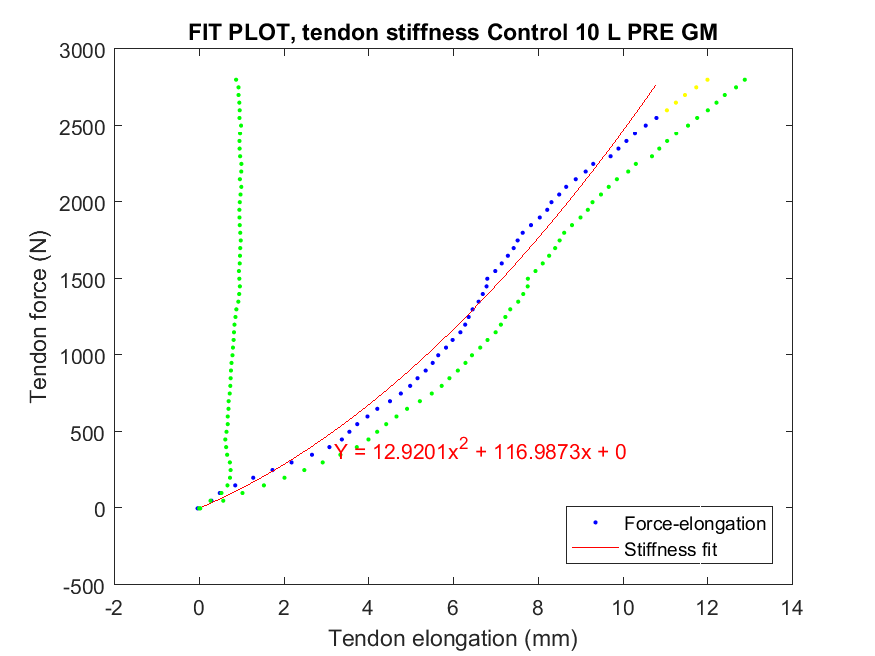 FIT PLOT, tendon stiffness Control 10 L PRE GM
3000
2500
2000
1500
1000
500
0
-500
Tendon force (N)
Y = 12.9201x² + 116.9873x + 0
Force-elongation
Stiffness fit
-2 0 2 4 6 8 10 12 14
Tendon elongation (mm)